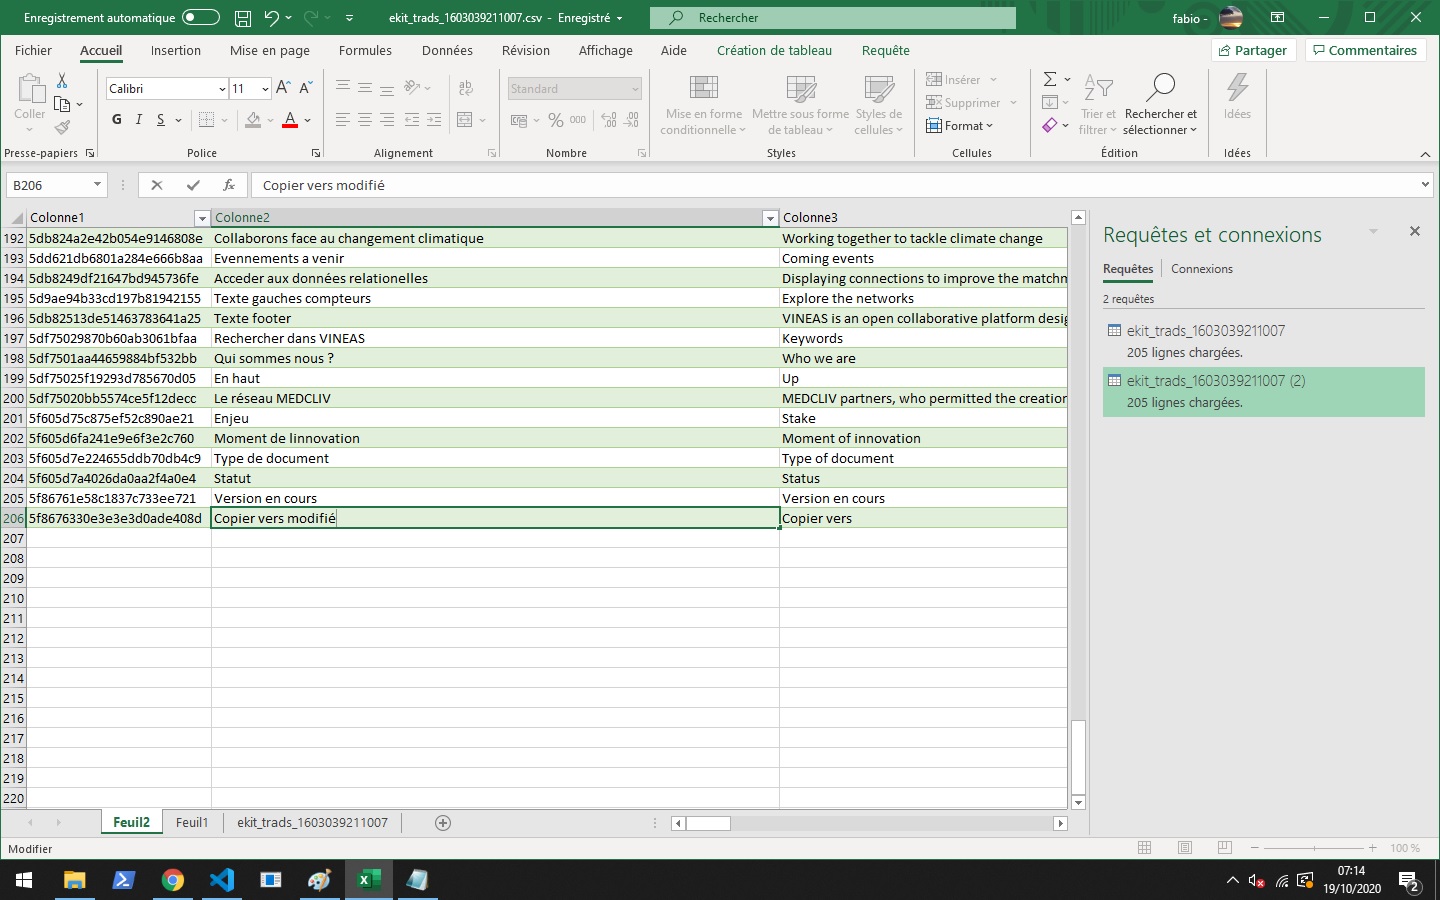 Enregistrement automatique
ekit_trads_1603039211007.csv - Enregistré
Rechercher
fabio -
Fichier Accueil Insertion Mise en page Formules Données Révision Affichage Aide Création de tableau Requête Partager Commentaires
Coller
Presse-papiers
Calibri 11
G I S
Police
Alignement
Standard
% 000
Nombre
Mise en forme conditionnelle
Mettre sous forme de tableau
Styles de cellules
Styles
Insérer
Supprimer
Format
Cellules
Trier et filtrer
Rechercher et sélectionner
Édition
Idées
Idées
B206 fx Copier vers modifié
Colonne1 Colonne2 Colonne3
192 5db824a2e42b054e9146808e Collaborons face au changement climatique Working together to tackle climate change
193 5dd621db6801a284e666b8aa Evennements a venir Coming events
194 5db8249df21647bd945736fe Acceder aux données relationelles Displaying connections to improve the matchm
195 5d9ae94b33cd197b81942155 Texte gauches compteurs Explore the networks
196 5db82513de51463783641a25 Texte footer VINEAS is an open collaborative platform desig
197 5df75029870b60ab3061bfaa Rechercher dans VINEAS Keywords
198 5df7501aa44659884bf532bb Qui sommes nous ? Who we are
199 5df75025f19293d785670d05 En haut Up
200 5df75020bb5574ce5f12decc Le réseau MEDCLIV MEDCLIV partners, who permitted the creation
201 5f605d75c875ef52c890ae21 Enjeu Stake
202 5f605d6fa241e9e6f3e2c760 Moment de linnovation Moment of innovation
203 5f605d7e224655ddb70db4c9 Type de document Type of document
204 5f605d7a4026da0aa2f4a0e4 Statut Status
205 5f86761e58c1837c733ee721 Version en cours Version en cours
206 5f8676330e3e3e3d0ade408d Copier vers modifié Copier vers
207
208
209
210
211
212
213
214
215
216
217
218
219
220
Requêtes et connexions
Requêtes Connexions
2 requêtes
ekit_trads_1603039211007
205 lignes chargées.
ekit_trads_1603039211007 (2)
205 lignes chargées.
Feuil2 Feuil1 ekit_trads_1603039211007
Modifier
100 %
07:14
19/10/2020
2